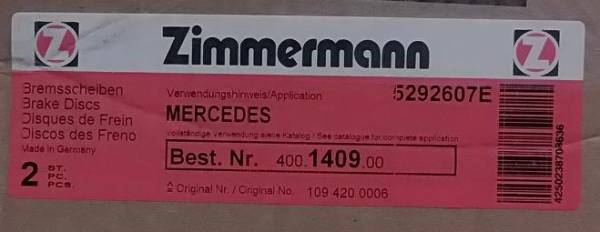 Zimmermann
Bremsscheiben
Brake Discs
Disques de Frein
Discos des Freno
Made in Germany
2 ST.
PC.
PCS.
Verwendungshinweis/Application
5292607E
MERCEDES
vollständige Verwendung siehe Katalog / See catalogue for complete application
Best. Nr. 400.1409.00
≙ Original Nr. / Original No. 109 420 0006
4250238708636